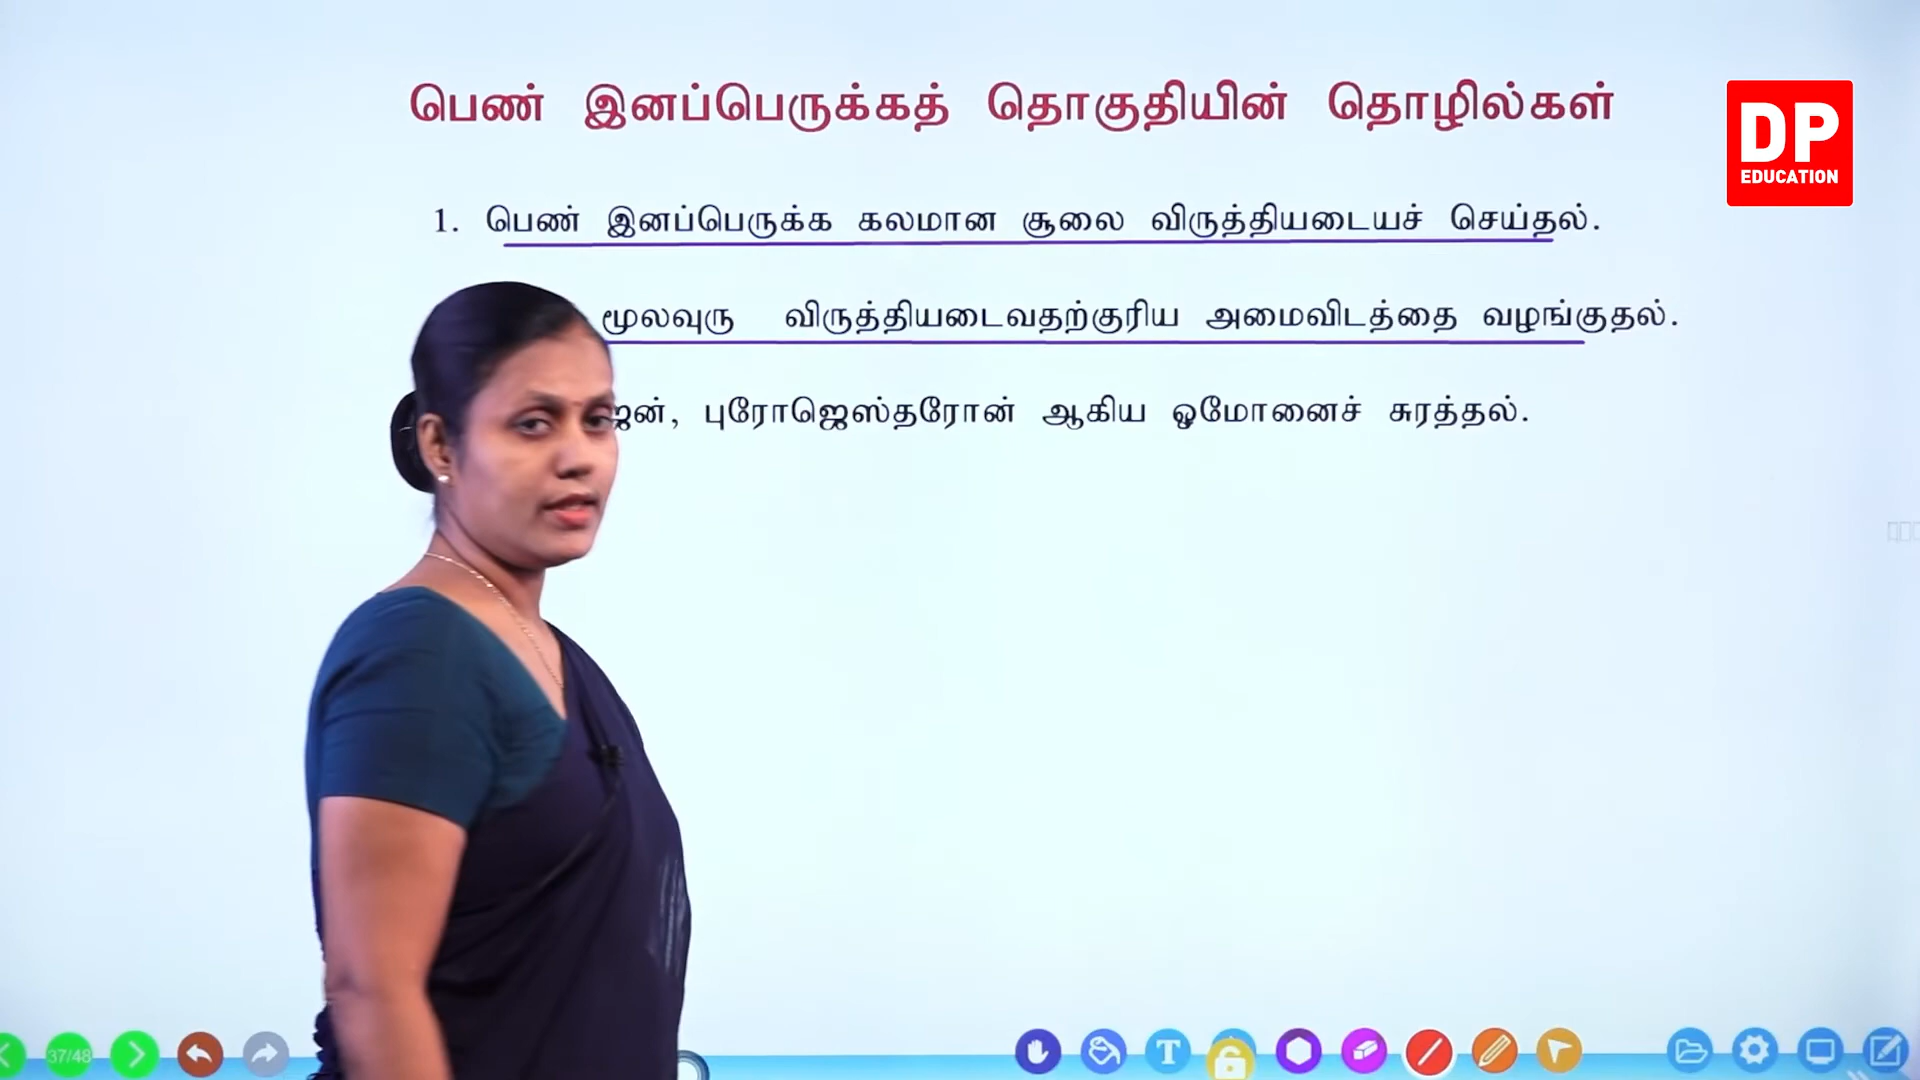 பெண் இனப்பெருக்கத் தொகுதியின் தொழில்கள்
DP
EDUCATION
1. பெண் இனப்பெருக்க கலமான சூலை விருத்தியடையச் செய்தல்.
மூலவுரு விருத்தியடைவதற்குரிய அமைவிடத்தை வழங்குதல்.
புரோஜெஸ்தரோன் ஆகிய ஓமோனைச் சுரத்தல்.
37/48